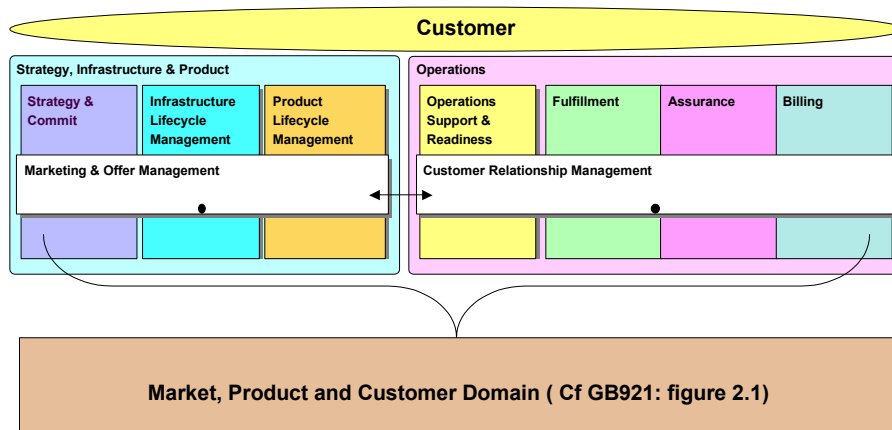 Customer
Strategy, Infrastructure & Product
Strategy &
Commit
Infrastructure
Lifecycle
Management
Product
Lifecycle
Management
Marketing & Offer Management
Operations
Operations
Support &
Readiness
Fulfillment
Assurance
Billing
Customer Relationship Management
Market, Product and Customer Domain ( Cf GB921: figure 2.1)